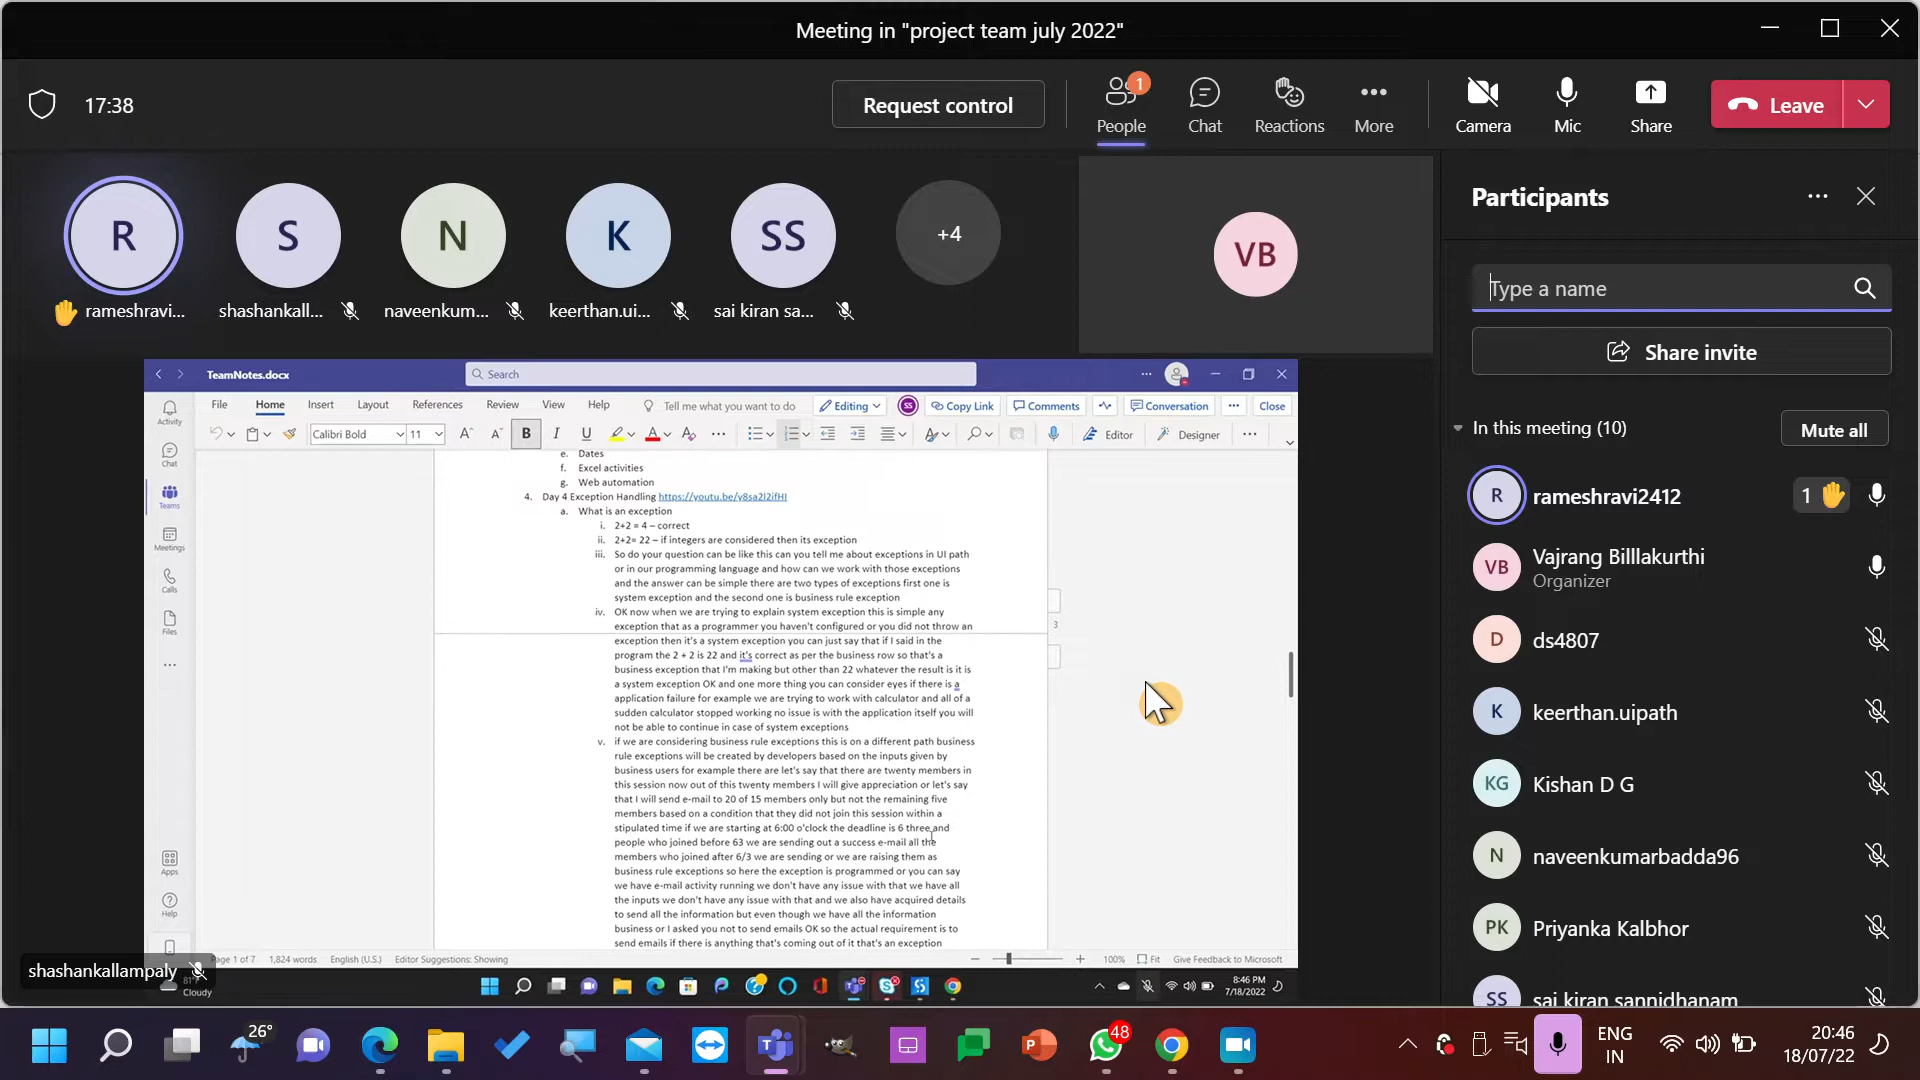 Meeting in "project team july 2022"
17:38
Request control
1
People
Chat
Reactions
More
Camera
Mic
Share
Leave
R
S
N
K
SS
+4
VB
rameshravi...
shashankall...
naveenkum...
keerthan.ui...
sai kiran sa...
Participants
Type a name
Share invite
In this meeting (10)
Mute all
R
rameshravi2412
1
VB
Vajrang Billlakurthi
Organizer
D
ds4807
K
keerthan.uipath
KG
Kishan D G
N
naveenkumarbadda96
PK
Priyanka Kalbhor
SS
sai kiran sannidhanam
TeamNotes.docx
Search
Activity
Chat
Teams
Meetings
Calls
Files
Apps
Help
File
Home
Insert
Layout
References
Review
View
Help
Tell me what you want to do
Editing
SS
Copy Link
Comments
Conversation
Close
Calibri Bold
11
B
I
U
Editor
Designer
e. Dates
f. Excel activities
g. Web automation
4. Day 4 Exception Handling https://youtu.be/y8sa2l2ifHI
a. What is an exception
i. 2+2 = 4 – correct
ii. 2+2= 22 – if integers are considered then its exception
iii. So do your question can be like this can you tell me about exceptions in UI path
or in our programming language and how can we work with those exceptions
and the answer can be simple there are two types of exceptions first one is
system exception and the second one is business rule exception
iv. OK now when we are trying to explain system exception this is simple any
exception that as a programmer you haven't configured or you did not throw an
3
exception then it's a system exception you can just say that if I said in the
program the 2 + 2 is 22 and it's correct as per the business row so that's a
business exception that I'm making but other than 22 whatever the result is it is
a system exception OK and one more thing you can consider eyes if there is a
application failure for example we are trying to work with calculator and all of a
sudden calculator stopped working no issue is with the application itself you will
not be able to continue in case of system exceptions
v. if we are considering business rule exceptions this is on a different path business
rule exceptions will be created by developers based on the inputs given by
business users for example there are let's say that there are twenty members in
this session now out of this twenty members I will give appreciation or let's say
that I will send e-mail to 20 of 15 members only but not the remaining five
members based on a condition that they did not join this session within a
stipulated time if we are starting at 6:00 o'clock the deadline is 6 three and
people who joined before 63 we are sending out a success e-mail all the
members who joined after 6/3 we are sending or we are raising them as
business rule exceptions so here the exception is programmed or you can say
we have e-mail activity running we don't have any issue with that we have all
the inputs we don't have any issue with that and we also have acquired details
to send all the information but even though we have all the information
business or I asked you not to send emails OK so the actual requirement is to
send emails if there is anything that's coming out of it that's an exception
Page 1 of 7
1,824 words
English (U.S.)
Editor Suggestions: Showing
100%
Fit
Give Feedback to Microsoft
shashankallampaly
Cloudy
8:46 PM
7/18/2022
26°
48
ENG
IN
20:46
18/07/22